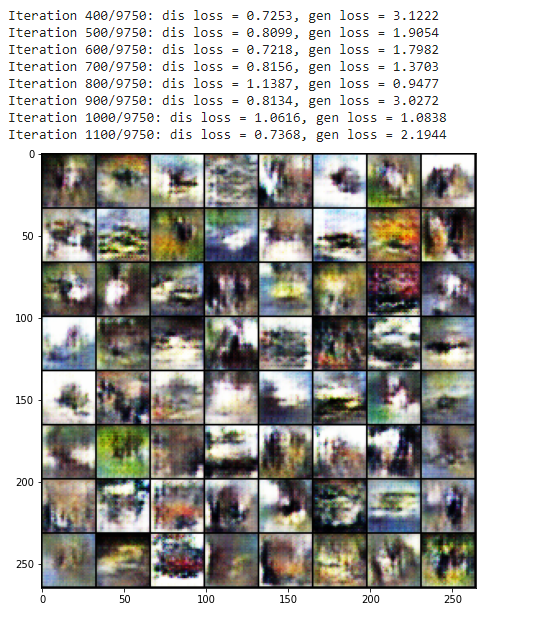 Iteration 400/9750: dis loss = 0.7253, gen loss = 3.1222
Iteration 500/9750: dis loss = 0.8099, gen loss = 1.9054
Iteration 600/9750: dis loss = 0.7218, gen loss = 1.7982
Iteration 700/9750: dis loss = 0.8156, gen loss = 1.3703
Iteration 800/9750: dis loss = 1.1387, gen loss = 0.9477
Iteration 900/9750: dis loss = 0.8134, gen loss = 3.0272
Iteration 1000/9750: dis loss = 1.0616, gen loss = 1.0838
Iteration 1100/9750: dis loss = 0.7368, gen loss = 2.1944
0
50
100
150
200
250
0 50 100 150 200 250